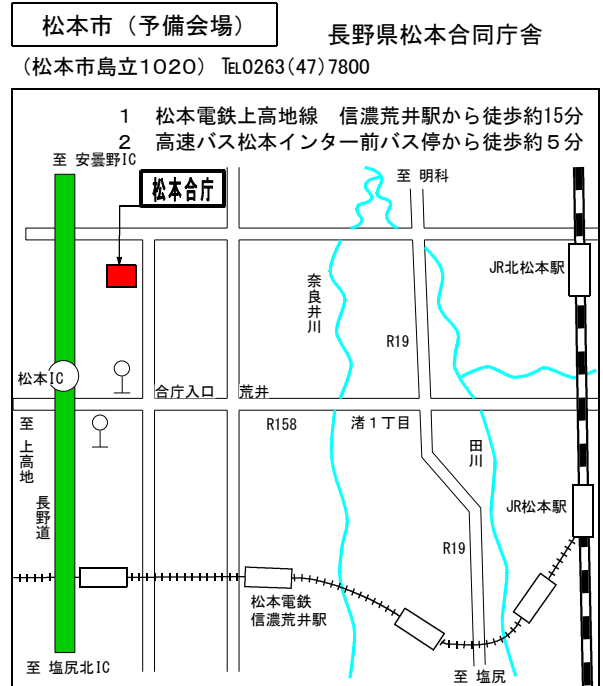 松本市（予備会場）
長野県松本合同庁舎
（松本市島立1020）℡0263(47)7800
1　松本電鉄上高地線　信濃荒井駅から徒歩約15分
2　高速バス松本インター前バス停から徒歩約５分
至 安曇野IC
至 明科
松本合庁
JR北松本駅
奈良井川
R19
松本IC
合庁入口
荒井
R158
渚１丁目
至 上高地
田川
長野道
JR松本駅
R19
松本電鉄
信濃荒井駅
至 塩尻北IC
至 塩尻